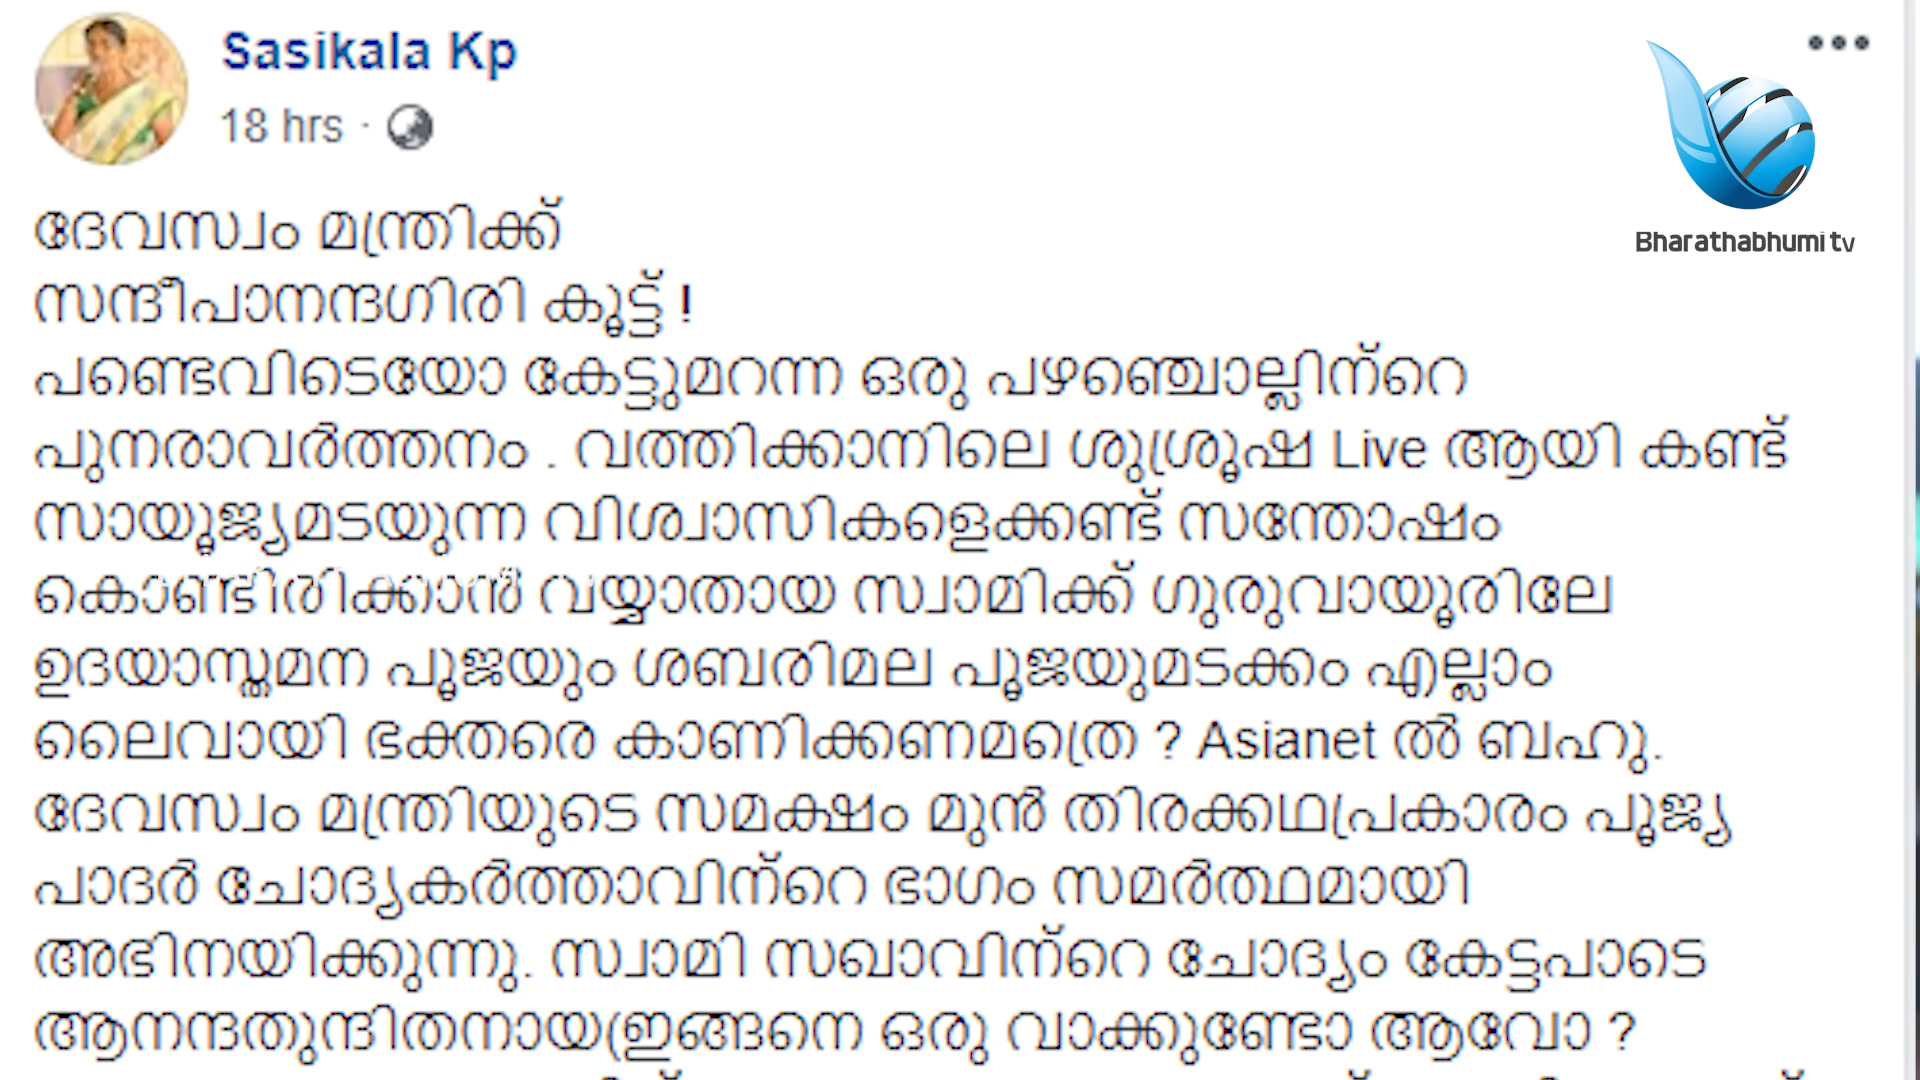 Sasikala Kp
18 hrs ·
Bharathabhumi tv
ദേവസ്വം മന്ത്രിക്ക്
സന്ദീപാനന്ദഗിരി കൂട്ട് !
പണ്ടെവിടെയോ കേട്ടുമറന്ന ഒരു പഴഞ്ചൊല്ലിന്റെ
പുനരാവർത്തനം . വത്തിക്കാനിലെ ശുശ്രൂഷ Live ആയി കണ്ട്
സായൂജ്യമടയുന്ന വിശ്വാസികളെക്കണ്ട് സന്തോഷം
കൊണ്ടിരിക്കാൻ വയ്യാതായ സ്വാമിക്ക് ഗുരുവായൂരിലേ
ഉദയാസ്തമന പൂജയും ശബരിമല പൂജയുമടക്കം എല്ലാം
ലൈവായി ഭക്തരെ കാണിക്കണമത്രെ ? Asianet ൽ ബഹു.
ദേവസ്വം മന്ത്രിയുടെ സമക്ഷം മുൻ തിരക്കഥപ്രകാരം പൂജ്യ
പാദർ ചോദ്യകർത്താവിന്റെ ഭാഗം സമർത്ഥമായി
അഭിനയിക്കുന്നു. സ്വാമി സഖാവിന്റെ ചോദ്യം കേട്ടപാടെ
ആനന്ദതുന്ദിതനായ(ഇങ്ങനെ ഒരു വാക്കുണ്ടോ ആവോ ?